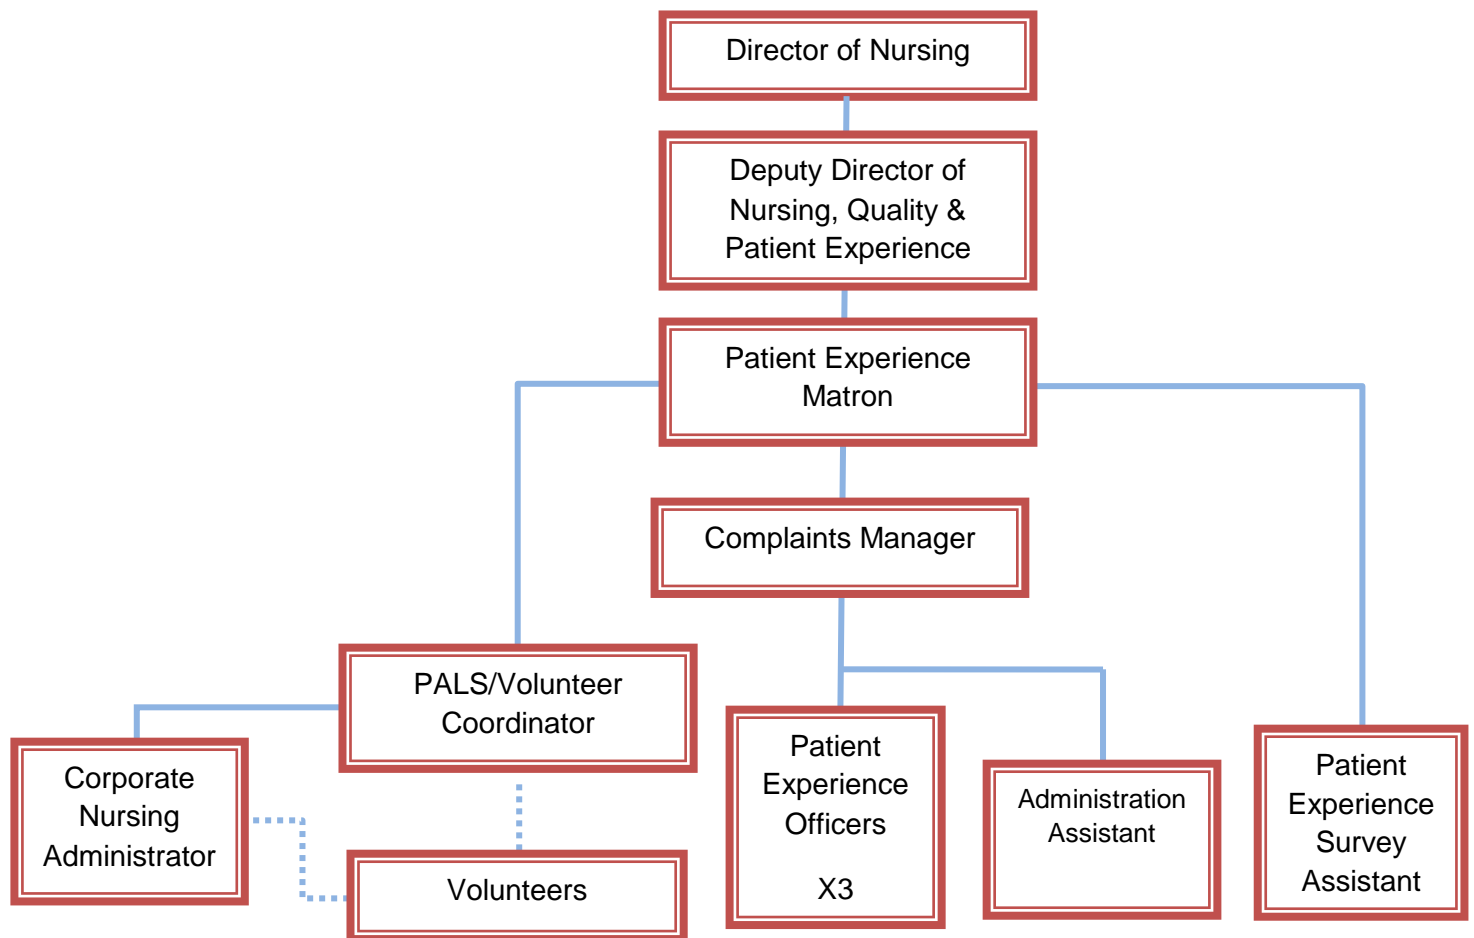 Director of Nursing
Deputy Director of
Nursing, Quality &
Patient Experience
Patient Experience
Matron
Complaints Manager
PALS/Volunteer
Coordinator
Corporate
Nursing
Administrator
Volunteers
Patient
Experience
Officers
X3
Administration
Assistant
Patient
Experience
Survey
Assistant